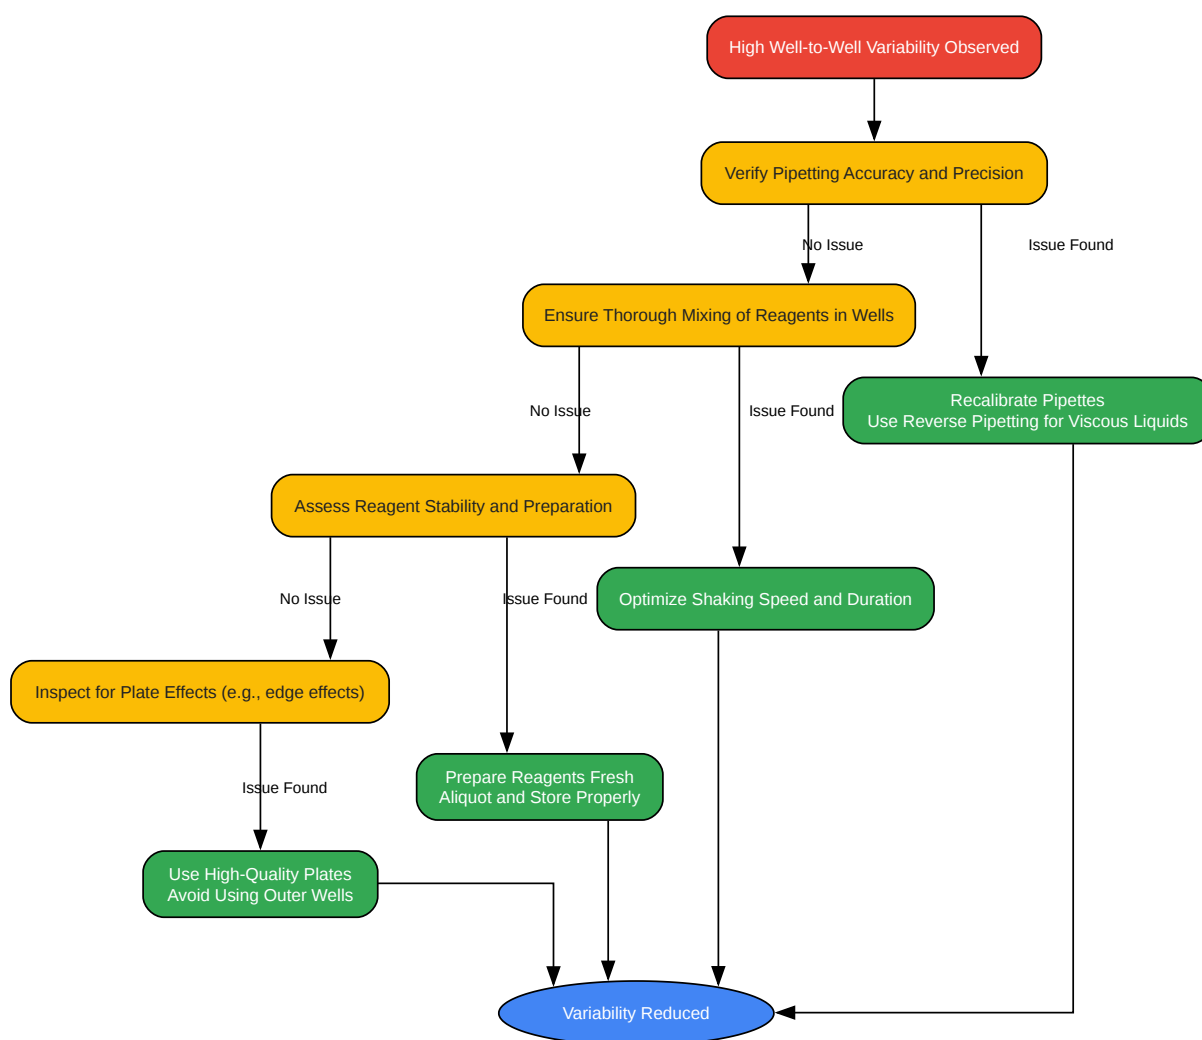 High Well-to-Well Variability Observed
Verify Pipetting Accuracy and Precision
No Issue
Issue Found
Ensure Thorough Mixing of Reagents in Wells
Recalibrate Pipettes
Use Reverse Pipetting for Viscous Liquids
No Issue
Issue Found
Assess Reagent Stability and Preparation
No Issue
Issue Found
Optimize Shaking Speed and Duration
Inspect for Plate Effects (e.g., edge effects)
Prepare Reagents Fresh
Aliquot and Store Properly
Issue Found
Use High-Quality Plates
Avoid Using Outer Wells
Variability Reduced